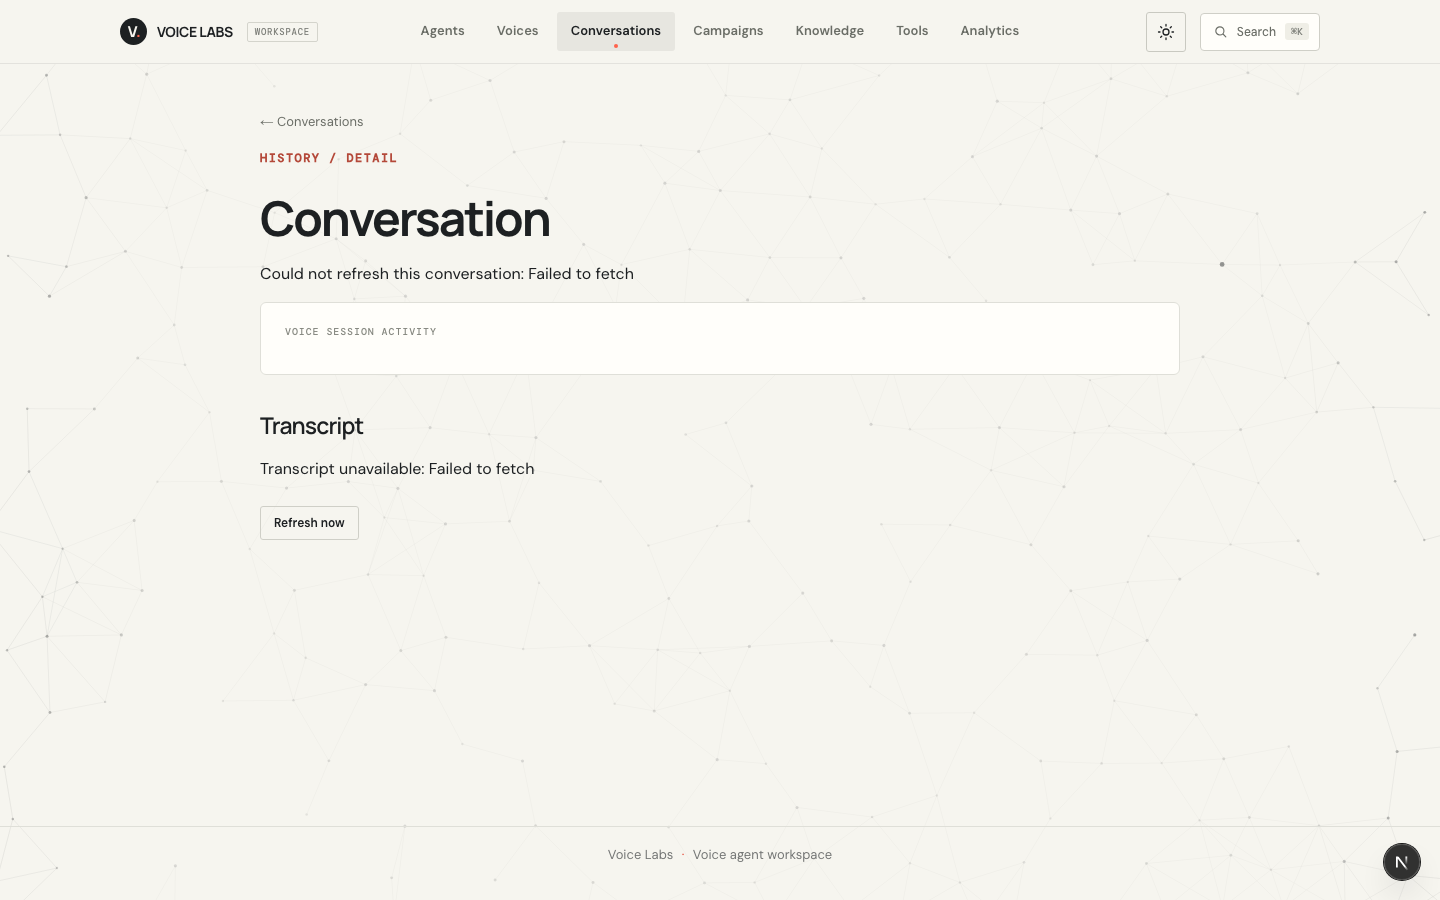 V. VOICE LABS WORKSPACE Agents Voices Conversations Campaigns Knowledge Tools Analytics Search ⌘K
← Conversations
HISTORY / DETAIL
Conversation
Could not refresh this conversation: Failed to fetch
VOICE SESSION ACTIVITY
Transcript
Transcript unavailable: Failed to fetch
Refresh now
Voice Labs · Voice agent workspace
N